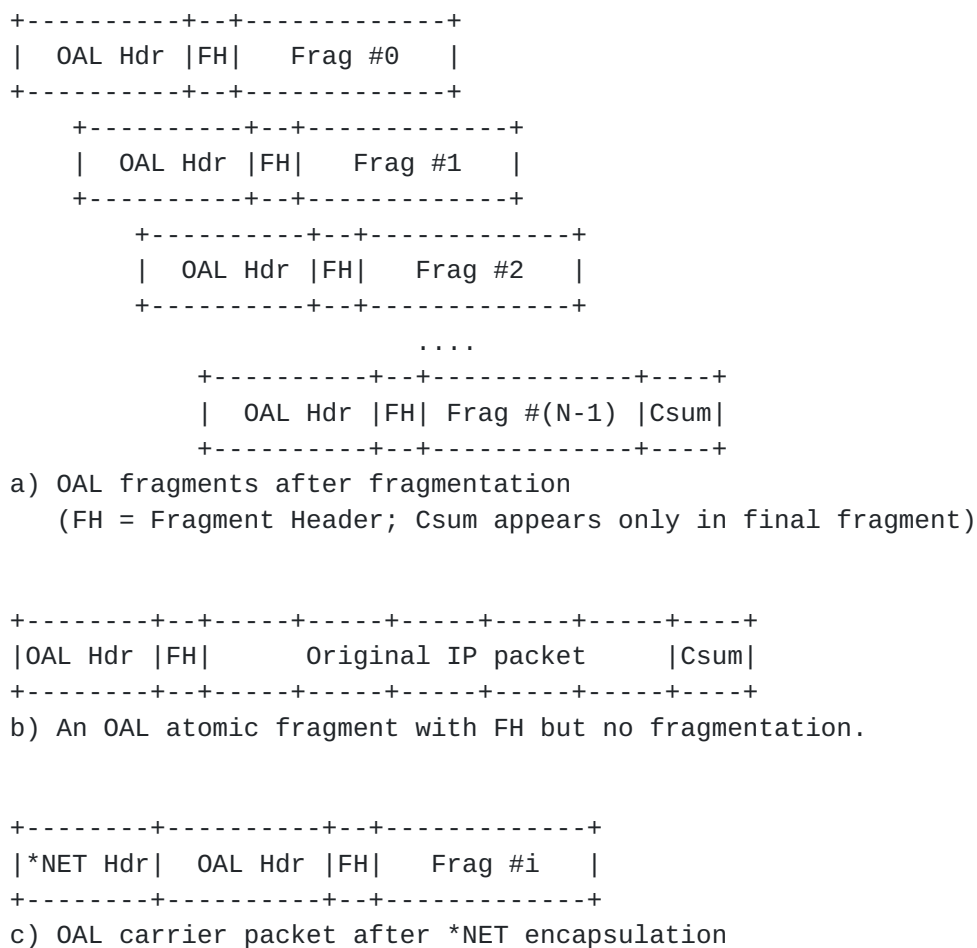 +----------+--+-------------+
|  OAL Hdr |FH|   Frag #0   |
+----------+--+-------------+
    +----------+--+-------------+
    |  OAL Hdr |FH|   Frag #1   |
    +----------+--+-------------+
        +----------+--+-------------+
        |  OAL Hdr |FH|   Frag #2   |
        +----------+--+-------------+
                          ....
            +----------+--+-------------+----+
            |  OAL Hdr |FH| Frag #(N-1) |Csum|
            +----------+--+-------------+----+
a) OAL fragments after fragmentation
   (FH = Fragment Header; Csum appears only in final fragment)
+--------+--+-----+-----+-----+-----+-----+----+
|OAL Hdr |FH|      Original IP packet     |Csum|
+--------+--+-----+-----+-----+-----+-----+----+
b) An OAL atomic fragment with FH but no fragmentation.
+--------+----------+--+-------------+
|*NET Hdr|  OAL Hdr |FH|   Frag #i   |
+--------+----------+--+-------------+
c) OAL carrier packet after *NET encapsulation